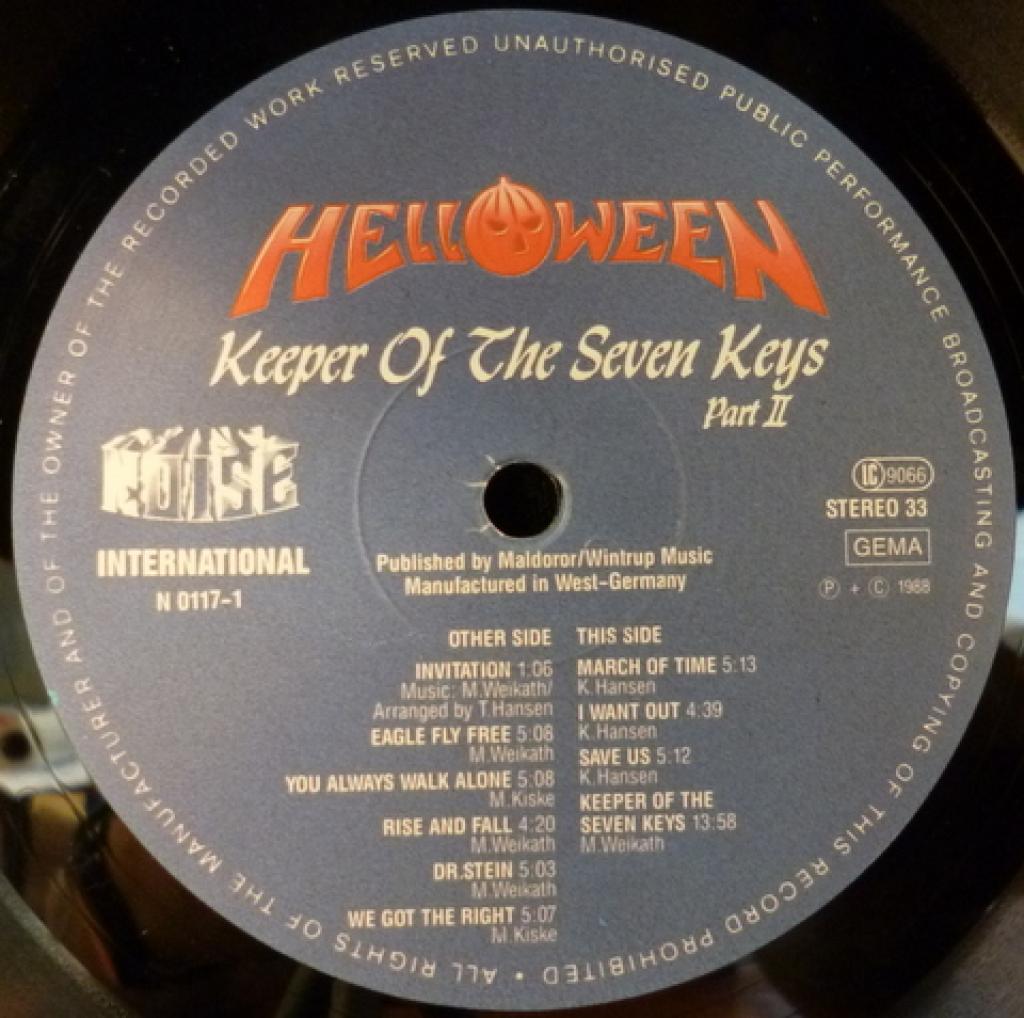 ALL RIGHTS OF THE MANUFACTURER AND OF THE OWNER OF THE RECORDED WORK RESERVED UNAUTHORISED PUBLIC PERFORMANCE BROADCASTING AND COPYING OF THIS RECORD PROHIBITED •
HELLOWEEN
Keeper Of The Seven Keys
Part II
NOISE
INTERNATIONAL
N 0117-1
LC 9066
STEREO 33
GEMA
Ⓟ + Ⓒ 1988
Published by Maldoror/Wintrup Music
Manufactured in West-Germany
OTHER SIDE
INVITATION 1:06
Music: M.Weikath/
Arranged by T.Hansen
EAGLE FLY FREE 5:08
M.Weikath
YOU ALWAYS WALK ALONE 5:08
M.Kiske
RISE AND FALL 4:20
M.Weikath
DR.STEIN 5:03
M.Weikath
WE GOT THE RIGHT 5:07
M.Kiske
THIS SIDE
MARCH OF TIME 5:13
K.Hansen
I WANT OUT 4:39
K.Hansen
SAVE US 5:12
K.Hansen
KEEPER OF THE
SEVEN KEYS 13:58
M.Weikath